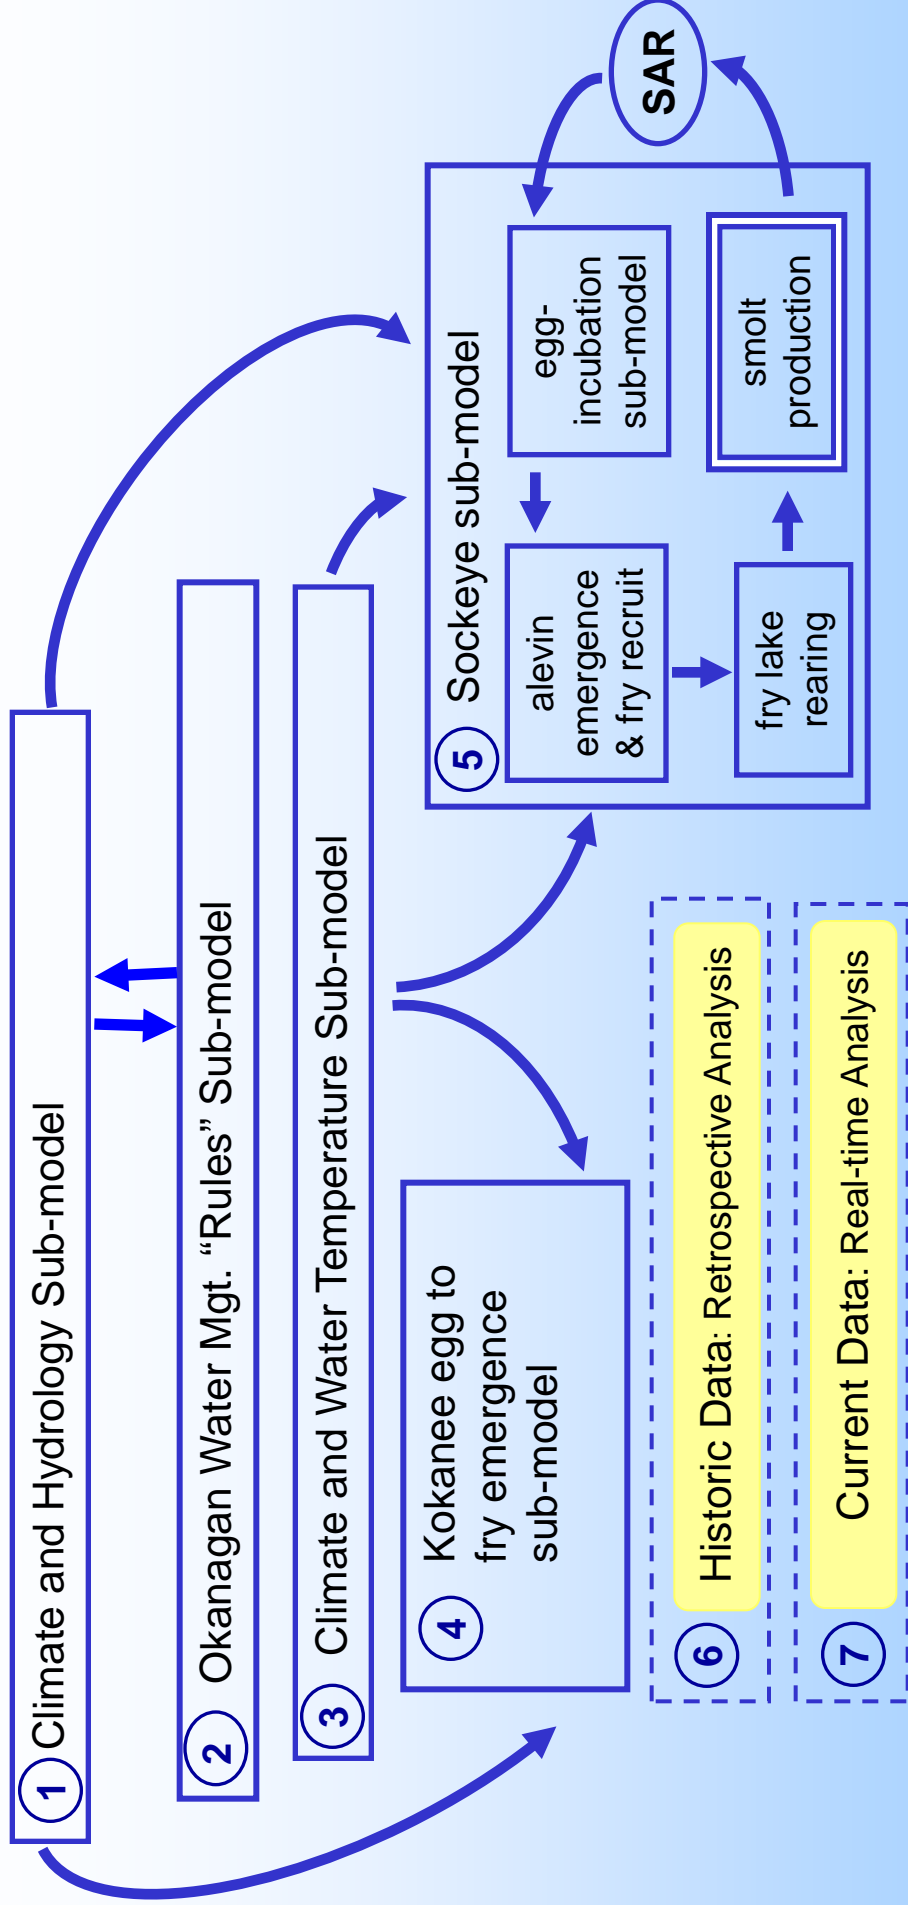 1 Climate and Hydrology Sub-model
2 Okanagan Water Mgt. “Rules” Sub-model
3 Climate and Water Temperature Sub-model
4 Kokanee egg to
fry emergence
sub-model
5 Sockeye sub-model
alevin
emergence
& fry recruit
egg-
incubation
sub-model
fry lake
rearing
smolt
production
SAR
6 Historic Data: Retrospective Analysis
7 Current Data: Real-time Analysis